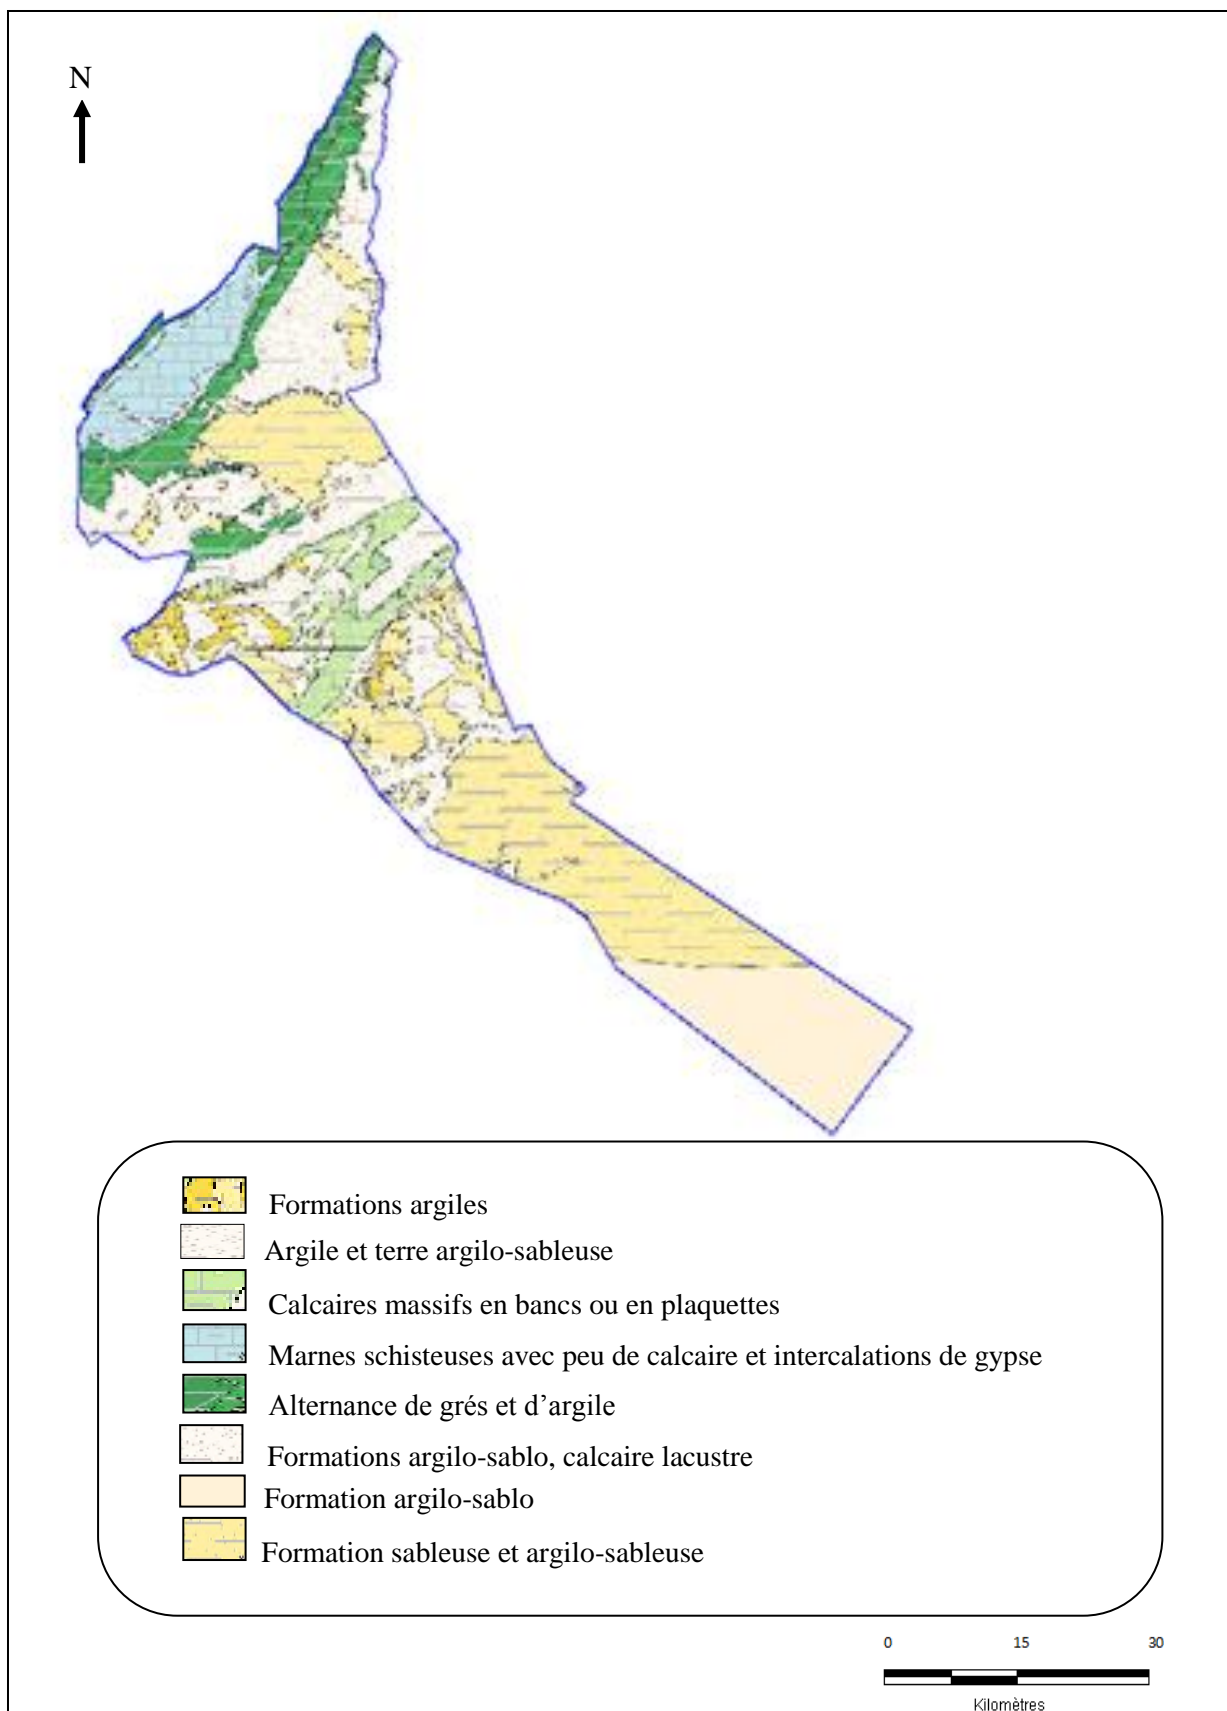 N
Formations argiles
Argile et terre argilo-sableuse
Calcaires massifs en bancs ou en plaquettes
Marnes schisteuses avec peu de calcaire et intercalations de gypse
Alternance de grés et d’argile
Formations argilo-sablo, calcaire lacustre
Formation argilo-sablo
Formation sableuse et argilo-sableuse
0 15 30
Kilomètres